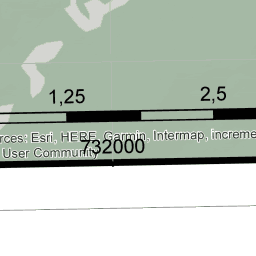 1,25 2,5
rces: Esri, HERE, Garmin, Intermap, increme
User Community
732000